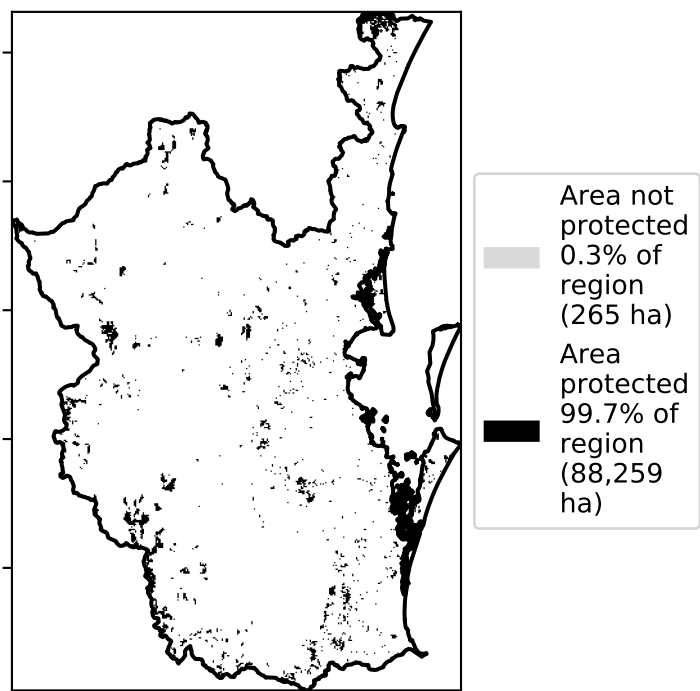 Area not
protected
0.3% of
region
(265 ha)
Area
protected
99.7% of
region
(88,259
ha)